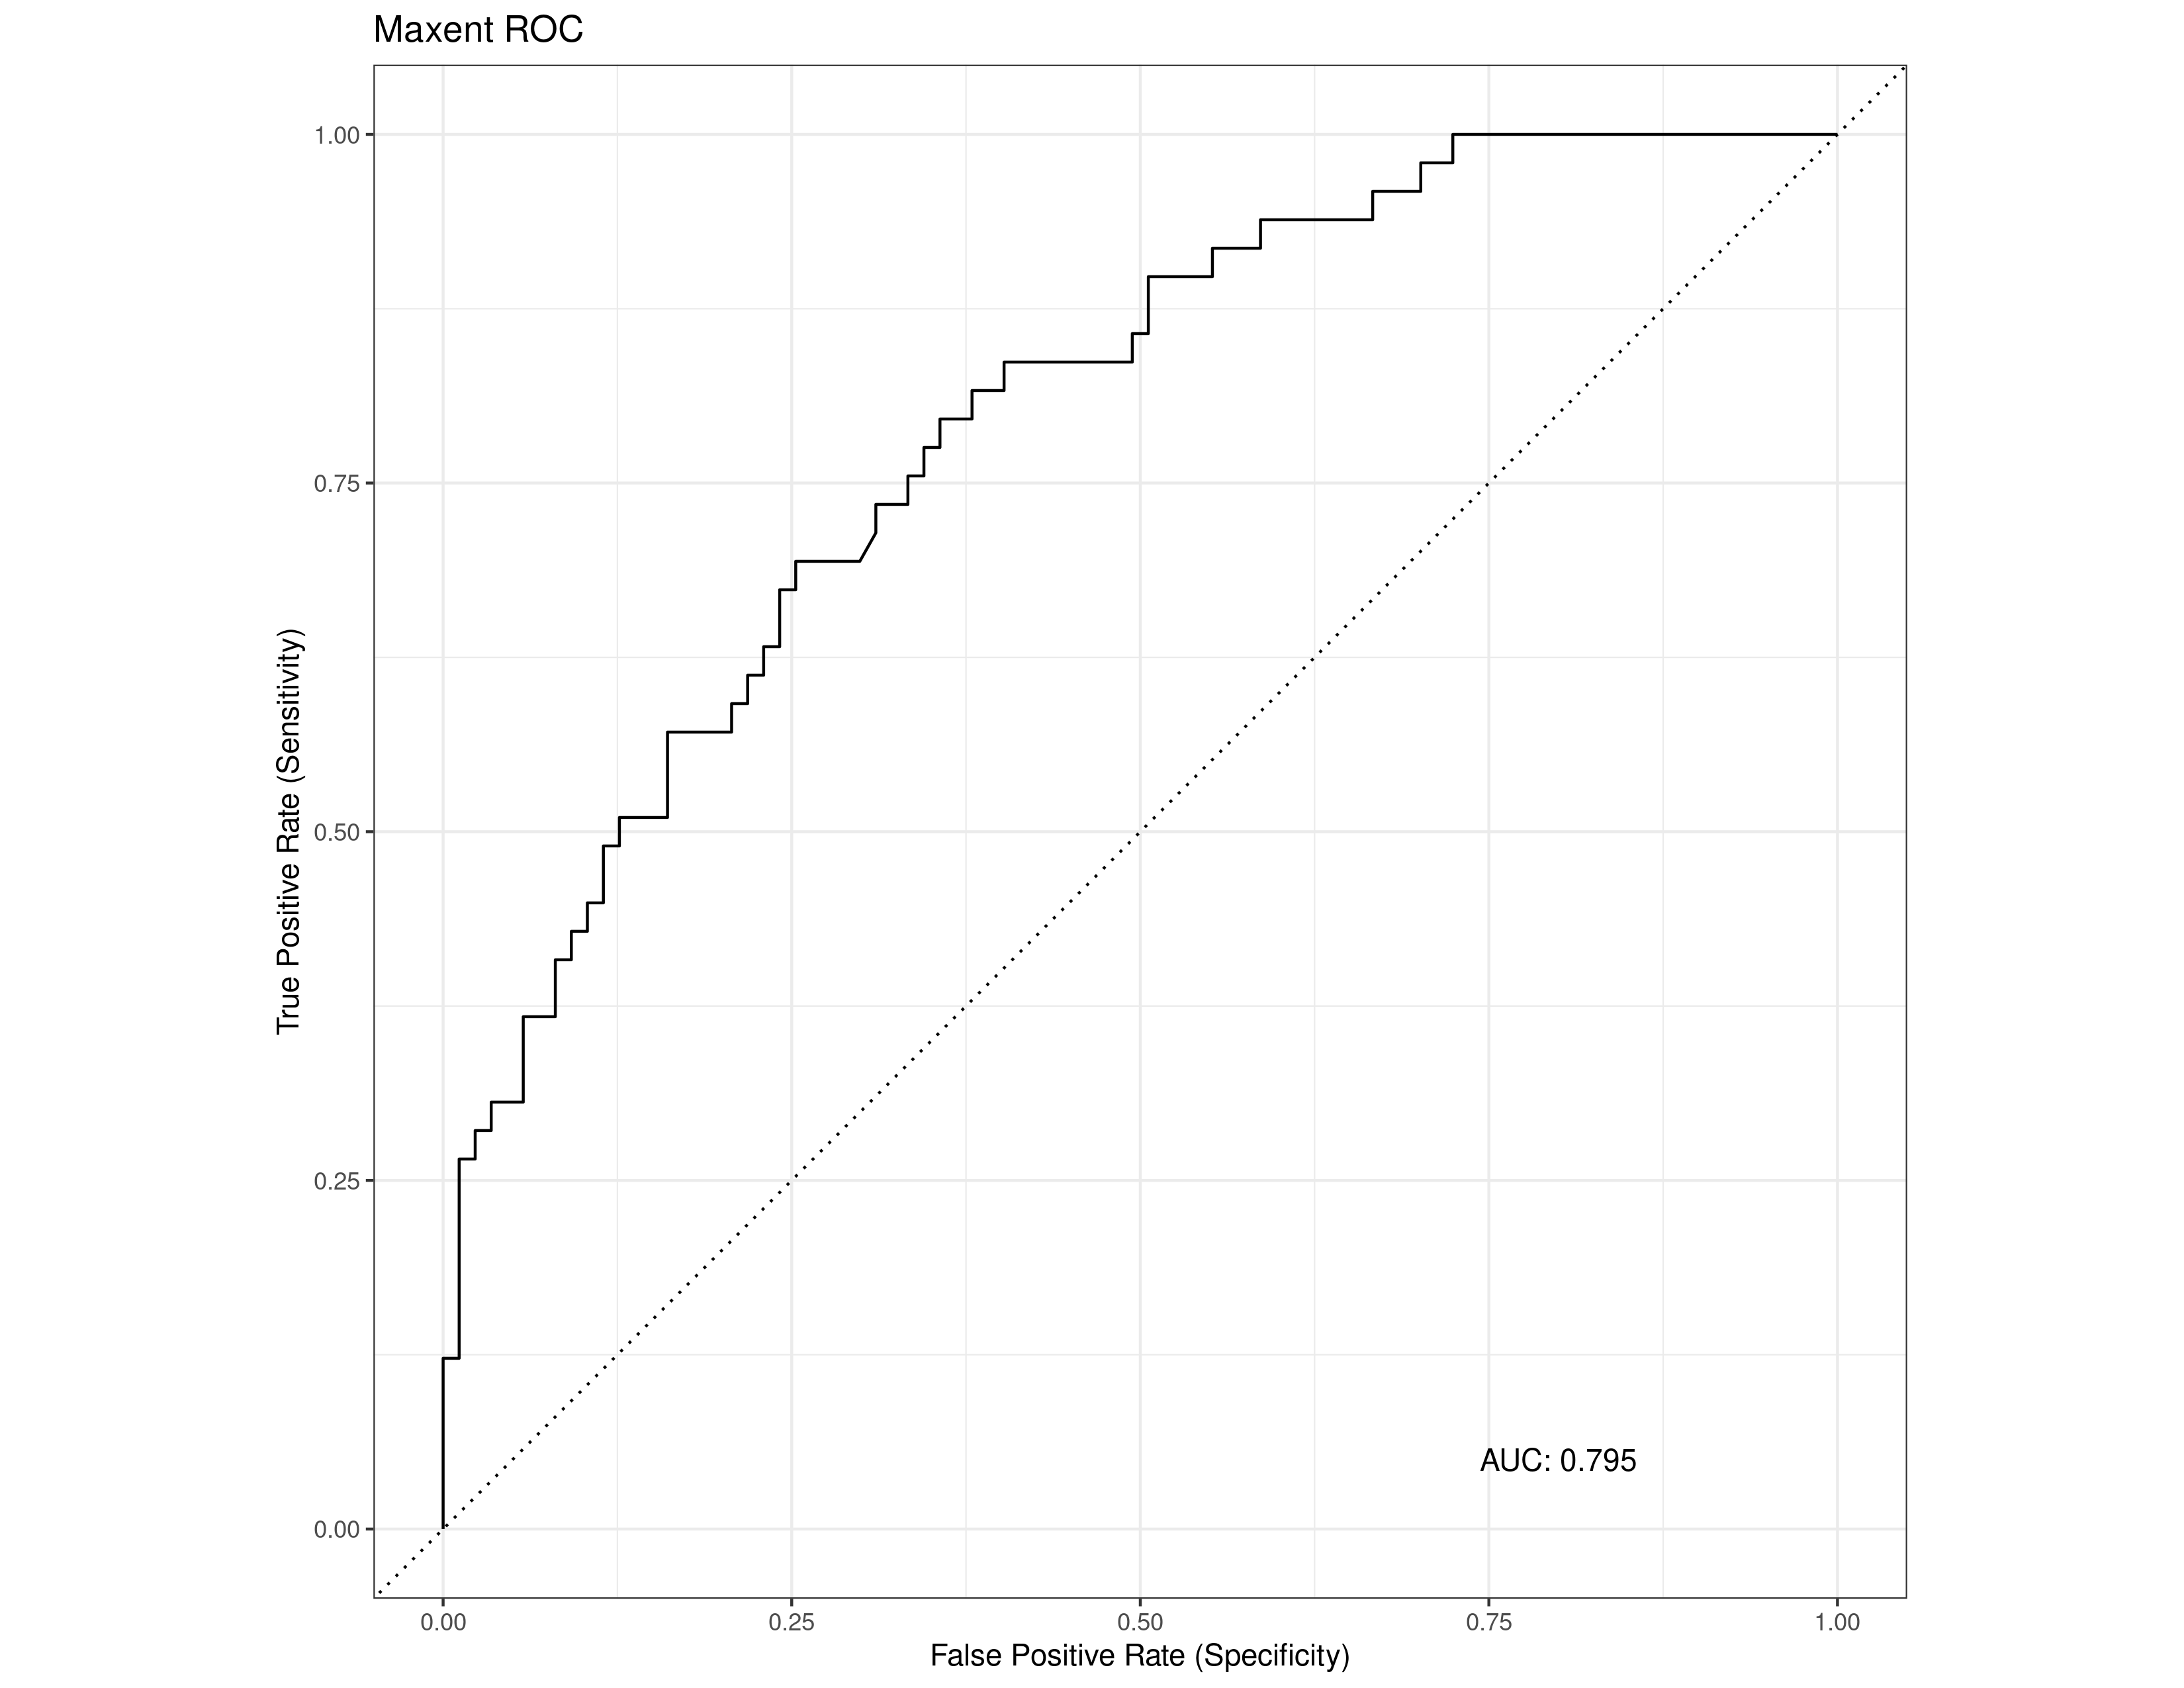 Maxent ROC
1.00
0.75
0.50
0.25
0.00
True Positive Rate (Sensitivity)
AUC: 0.795
0.00 0.25 0.50 0.75 1.00
False Positive Rate (Specificity)